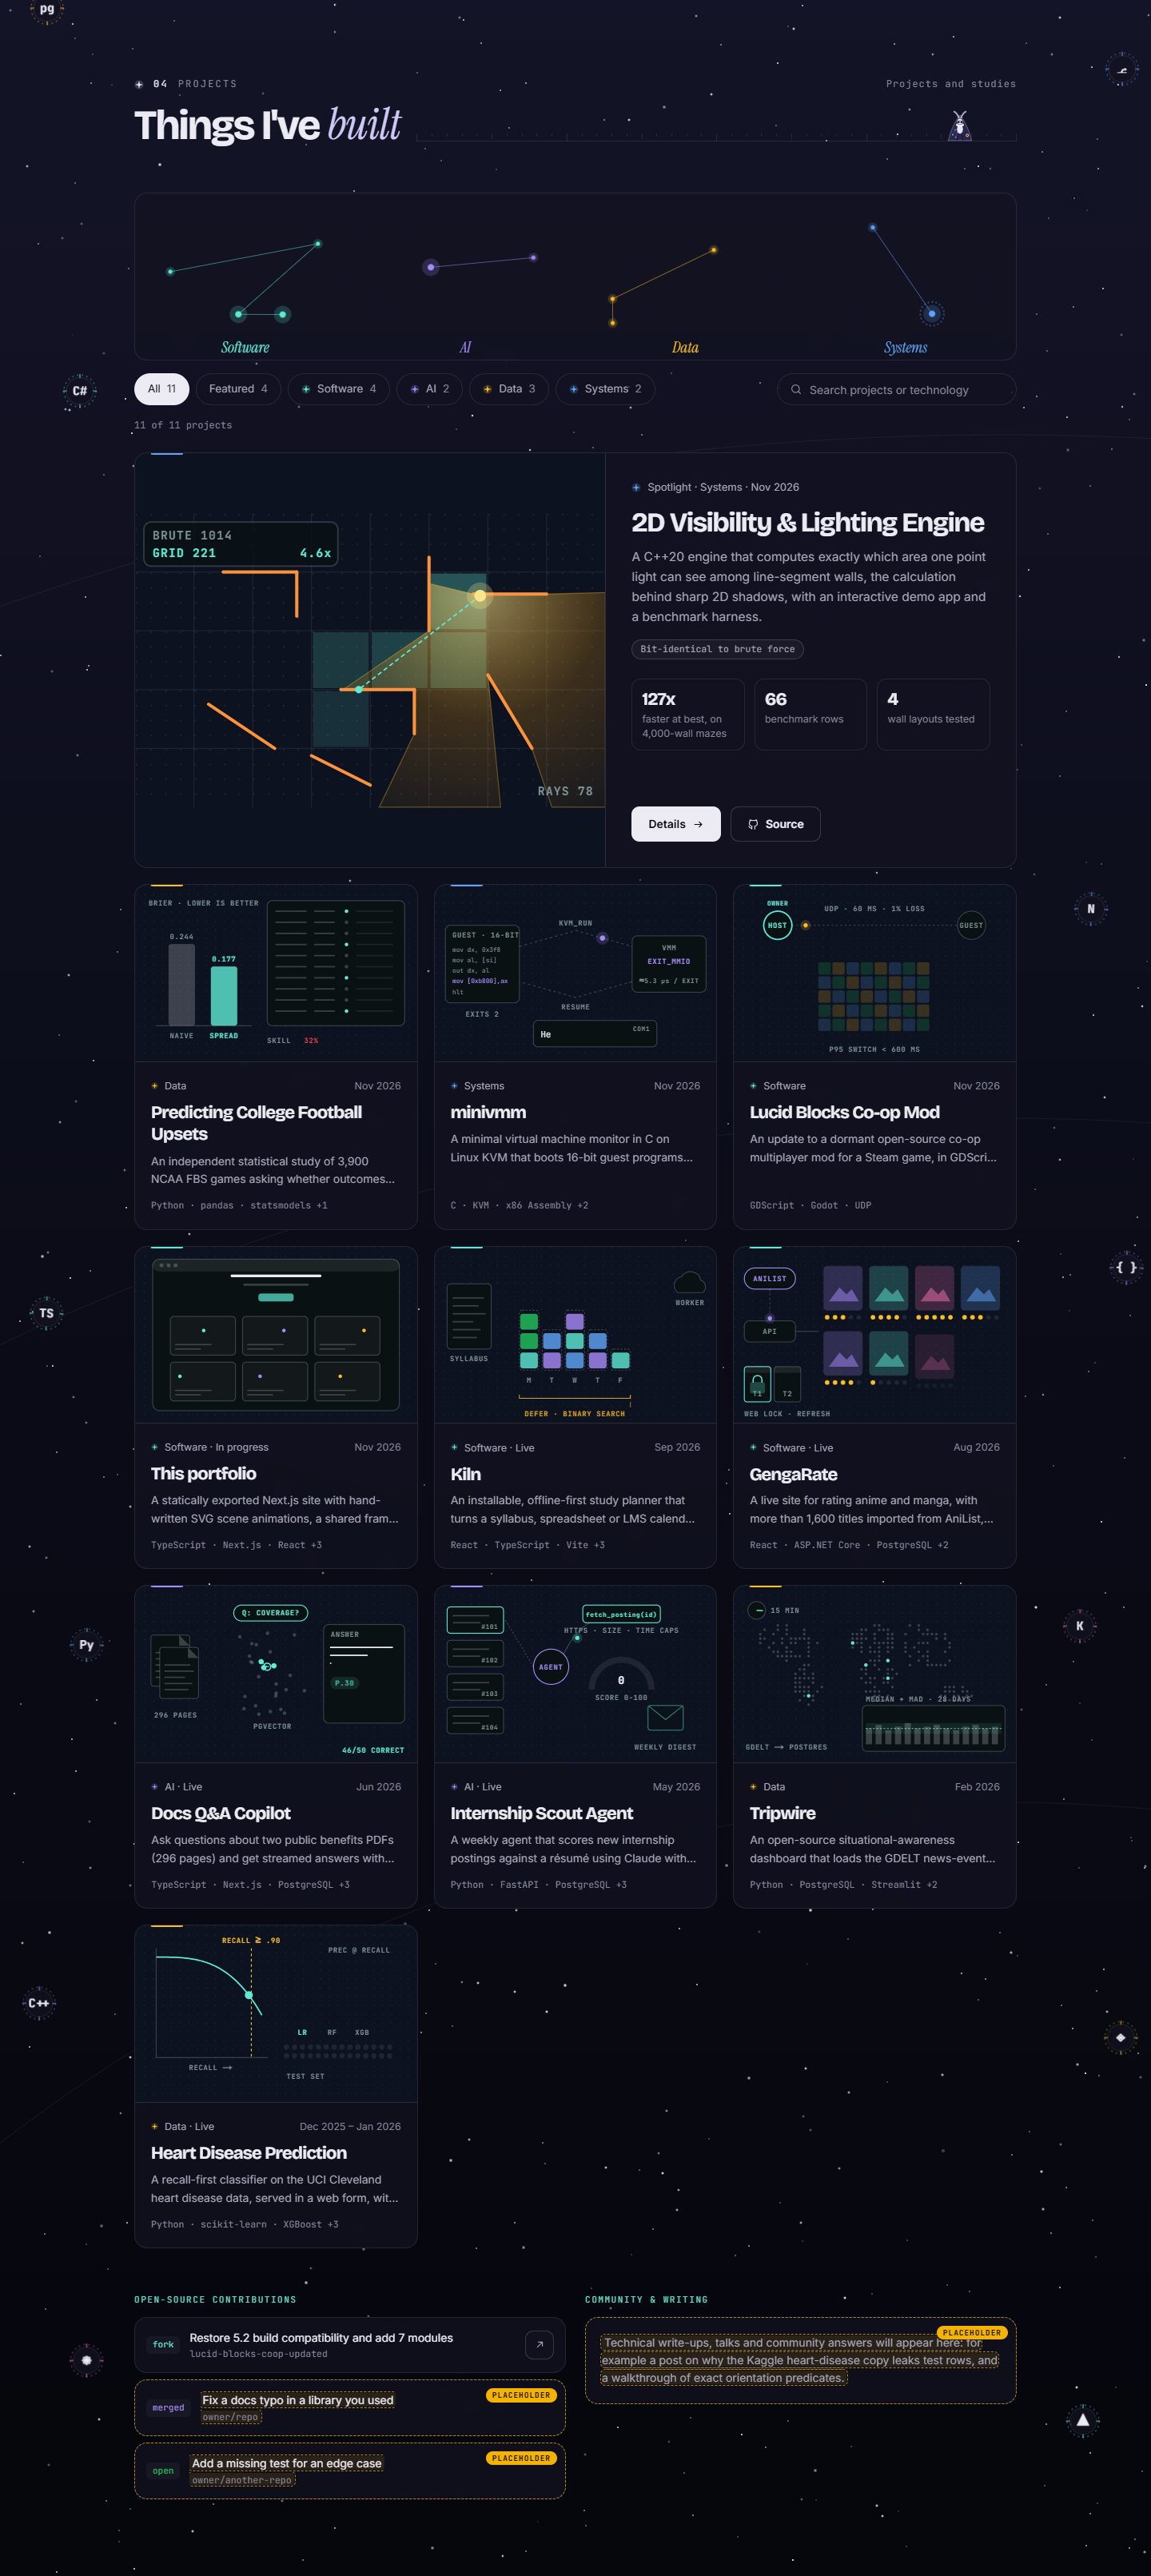 pg
04 PROJECTS
Projects and studies
Things I've built
Software
AI
Data
Systems
C#
All 11
Featured 4
Software 4
AI 2
Data 3
Systems 2
Search projects or technology
11 of 11 projects
BRUTE 1014
GRID 221 4.6x
RAYS 78
Spotlight · Systems · Nov 2026
2D Visibility & Lighting Engine
A C++20 engine that computes exactly which area one point
light can see among line-segment walls, the calculation
behind sharp 2D shadows, with an interactive demo app and
a benchmark harness.
Bit-identical to brute force
127x
faster at best, on
4,000-wall mazes
66
benchmark rows
4
wall layouts tested
Details →
Source
N
BRIER · LOWER IS BETTER
0.244
0.177
NAIVE SPREAD
SKILL 32%
Data
Nov 2026
Predicting College Football
Upsets
An independent statistical study of 3,900
NCAA FBS games asking whether outcomes...
Python · pandas · statsmodels +1
KVM_RUN
GUEST · 16-BIT
mov dx, 0x3f8
mov al, [si]
out dx, al
mov [0xb800],ax
hlt
EXITS 2
VMM
EXIT_MMIO
≈5.3 µs / EXIT
RESUME
He
COM1
Systems
Nov 2026
minivmm
A minimal virtual machine monitor in C on
Linux KVM that boots 16-bit guest programs...
C · KVM · x86 Assembly +2
OWNER
HOST
UDP · 60 MS · 1% LOSS
GUEST
P95 SWITCH < 600 MS
Software
Nov 2026
Lucid Blocks Co-op Mod
An update to a dormant open-source co-op
multiplayer mod for a Steam game, in GDScri...
GDScript · Godot · UDP
{ }
TS
Software · In progress
Nov 2026
This portfolio
A statically exported Next.js site with hand-
written SVG scene animations, a shared fram...
TypeScript · Next.js · React +3
SYLLABUS
WORKER
M T W T F
DEFER · BINARY SEARCH
Software · Live
Sep 2026
Kiln
An installable, offline-first study planner that
turns a syllabus, spreadsheet or LMS calend...
React · TypeScript · Vite +3
ANILIST
API
T1 T2
WEB LOCK · REFRESH
Software · Live
Aug 2026
GengaRate
A live site for rating anime and manga, with
more than 1,600 titles imported from AniList,...
React · ASP.NET Core · PostgreSQL +2
Py
K
Q: COVERAGE?
ANSWER
P.30
296 PAGES
PGVECTOR
46/50 CORRECT
AI · Live
Jun 2026
Docs Q&A Copilot
Ask questions about two public benefits PDFs
(296 pages) and get streamed answers with...
TypeScript · Next.js · PostgreSQL +3
#101
#102
#103
#104
fetch_posting(id)
HTTPS · SIZE · TIME CAPS
AGENT
0
SCORE 0-100
WEEKLY DIGEST
AI · Live
May 2026
Internship Scout Agent
A weekly agent that scores new internship
postings against a résumé using Claude with...
Python · FastAPI · PostgreSQL +3
15 MIN
MEDIAN + MAD · 28 DAYS
GDELT → POSTGRES
Data
Feb 2026
Tripwire
An open-source situational-awareness
dashboard that loads the GDELT news-event...
Python · PostgreSQL · Streamlit +2
C++
RECALL ≥ .90
PREC @ RECALL
LR RF XGB
RECALL →
TEST SET
Data · Live
Dec 2025 – Jan 2026
Heart Disease Prediction
A recall-first classifier on the UCI Cleveland
heart disease data, served in a web form, wit...
Python · scikit-learn · XGBoost +3
OPEN-SOURCE CONTRIBUTIONS
fork
Restore 5.2 build compatibility and add 7 modules
lucid-blocks-coop-updated
PLACEHOLDER
merged
Fix a docs typo in a library you used
owner/repo
PLACEHOLDER
open
Add a missing test for an edge case
owner/another-repo
COMMUNITY & WRITING
PLACEHOLDER
Technical write-ups, talks and community answers will appear here: for
example a post on why the Kaggle heart-disease copy leaks test rows, and
a walkthrough of exact orientation predicates.